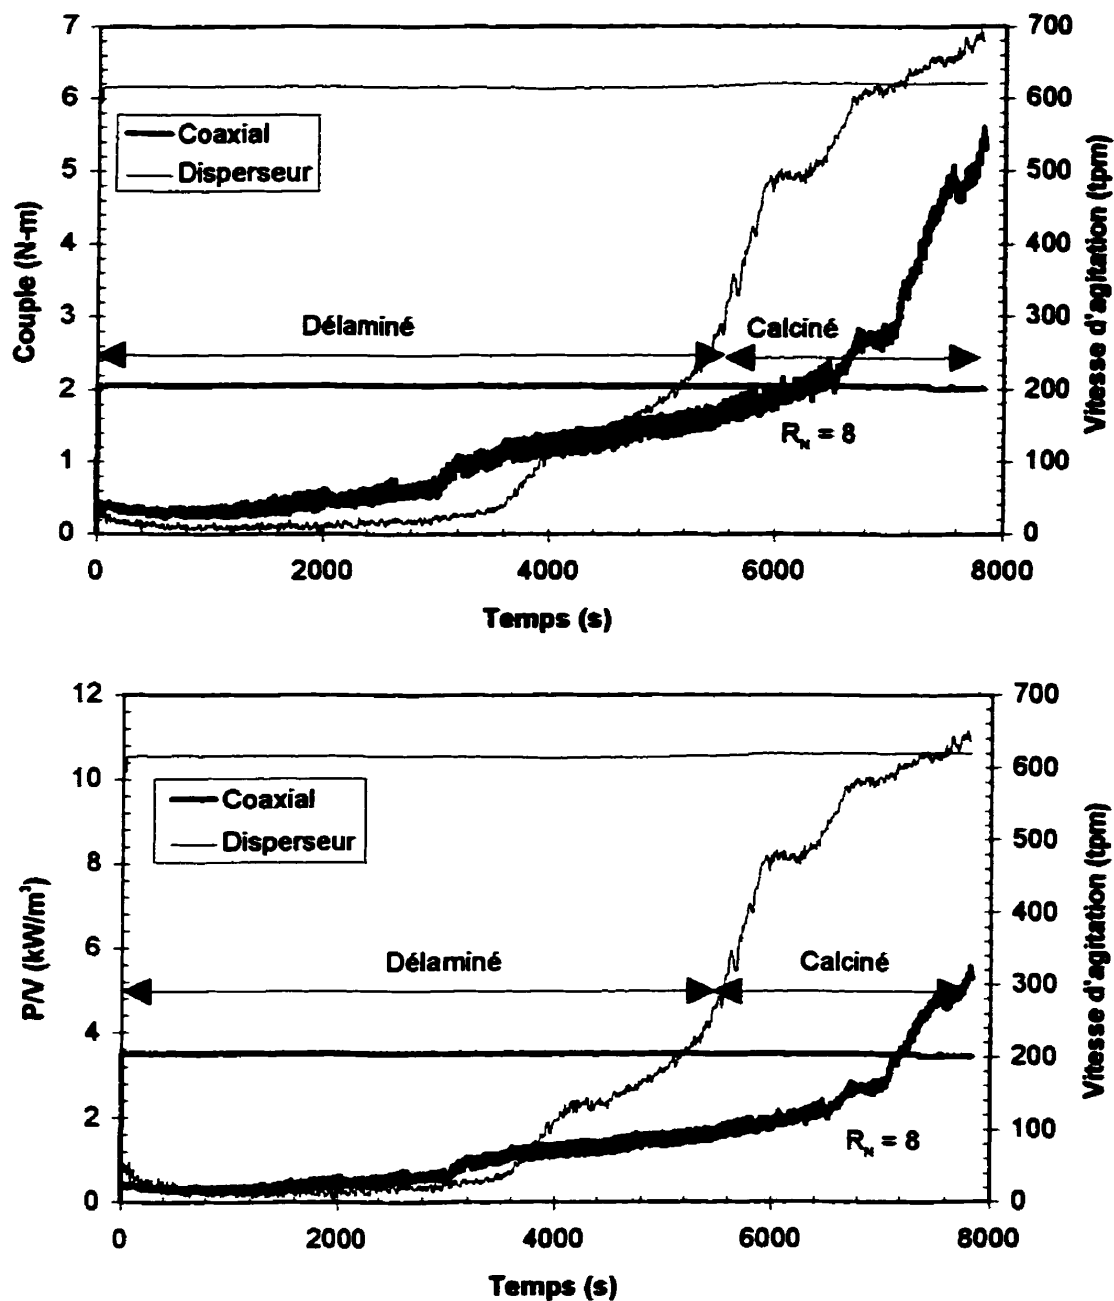 7
6
5
4
3
2
1
0
Couple (N-m)
Coaxial
Disperseur
Délaminé
Calciné
R_N = 8
700
600
500
400
300
200
100
0
Vitesse d'agitation (tpm)
0 2000 4000 6000 8000
Temps (s)
12
10
8
6
4
2
0
P/V (kW/m³)
Coaxial
Disperseur
Délaminé
Calciné
R_N = 8
700
600
500
400
300
200
100
0
Vitesse d'agitation (tpm)
0 2000 4000 6000 8000
Temps (s)